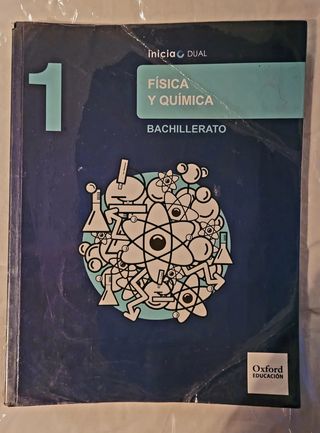 inicia DUAL
1
FÍSICA
Y QUÍMICA
BACHILLERATO
Oxford
EDUCACIÓN